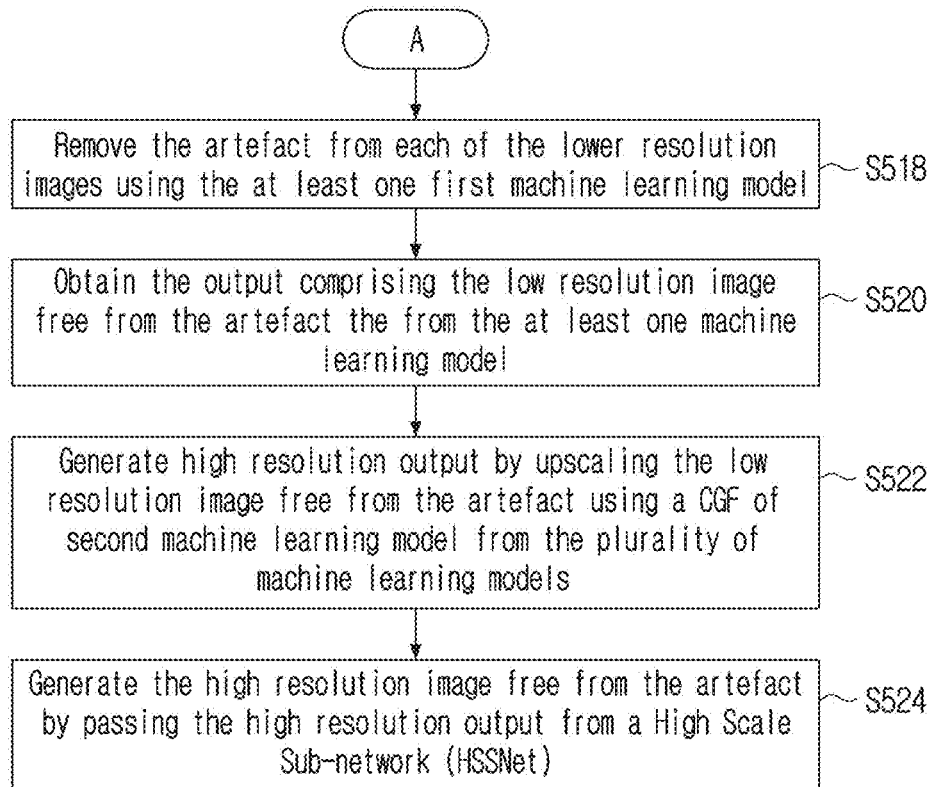 A
Remove the artefact from each of the lower resolution
images using the at least one first machine learning model
S518
Obtain the output comprising the low resolution image
free from the artefact the from the at least one machine
learning model
S520
Generate high resolution output by upscaling the low
resolution image free from the artefact using a CGF of
second machine learning model from the plurality of
machine learning models
S522
Generate the high resolution image free from the artefact
by passing the high resolution output from a High Scale
Sub-network (HSSNet)
S524